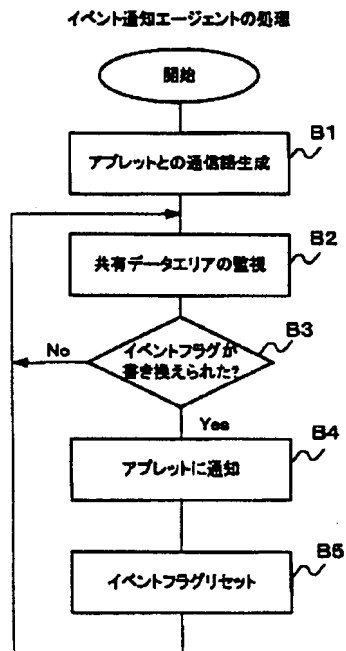 イベント通知エージェントの処理
開始
B1
アプレットとの通信路生成
B2
共有データエリアの監視
B3
イベントフラグが
書き換えられた?
No
Yes
B4
アプレットに通知
B5
イベントフラグリセット